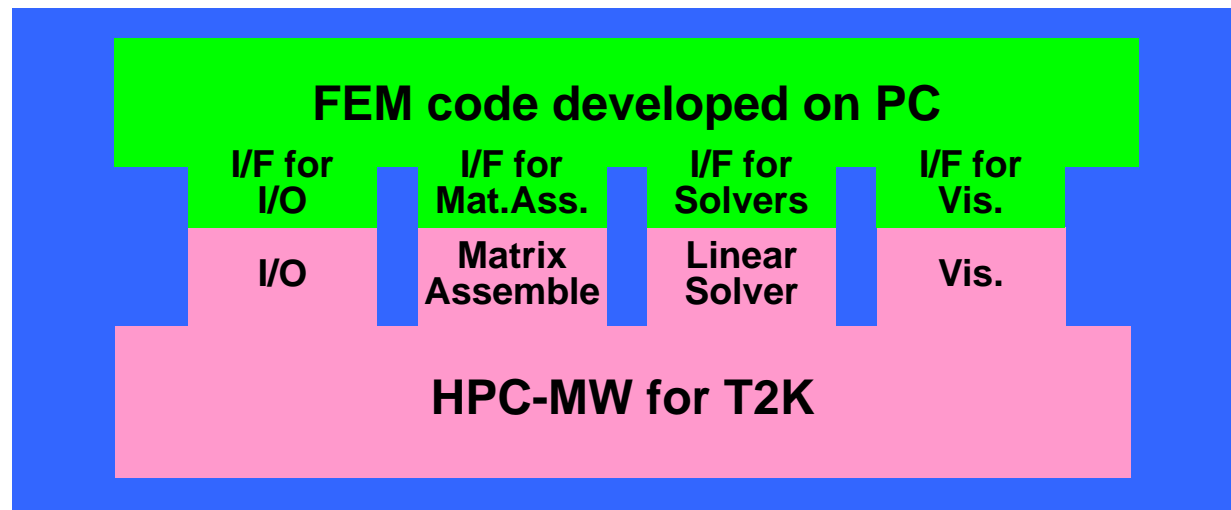 FEM code developed on PC
I/F for I/F for I/F for I/F for
I/O Mat.Ass. Solvers Vis.
I/O Matrix Assemble Linear Solver Vis.
HPC-MW for T2K